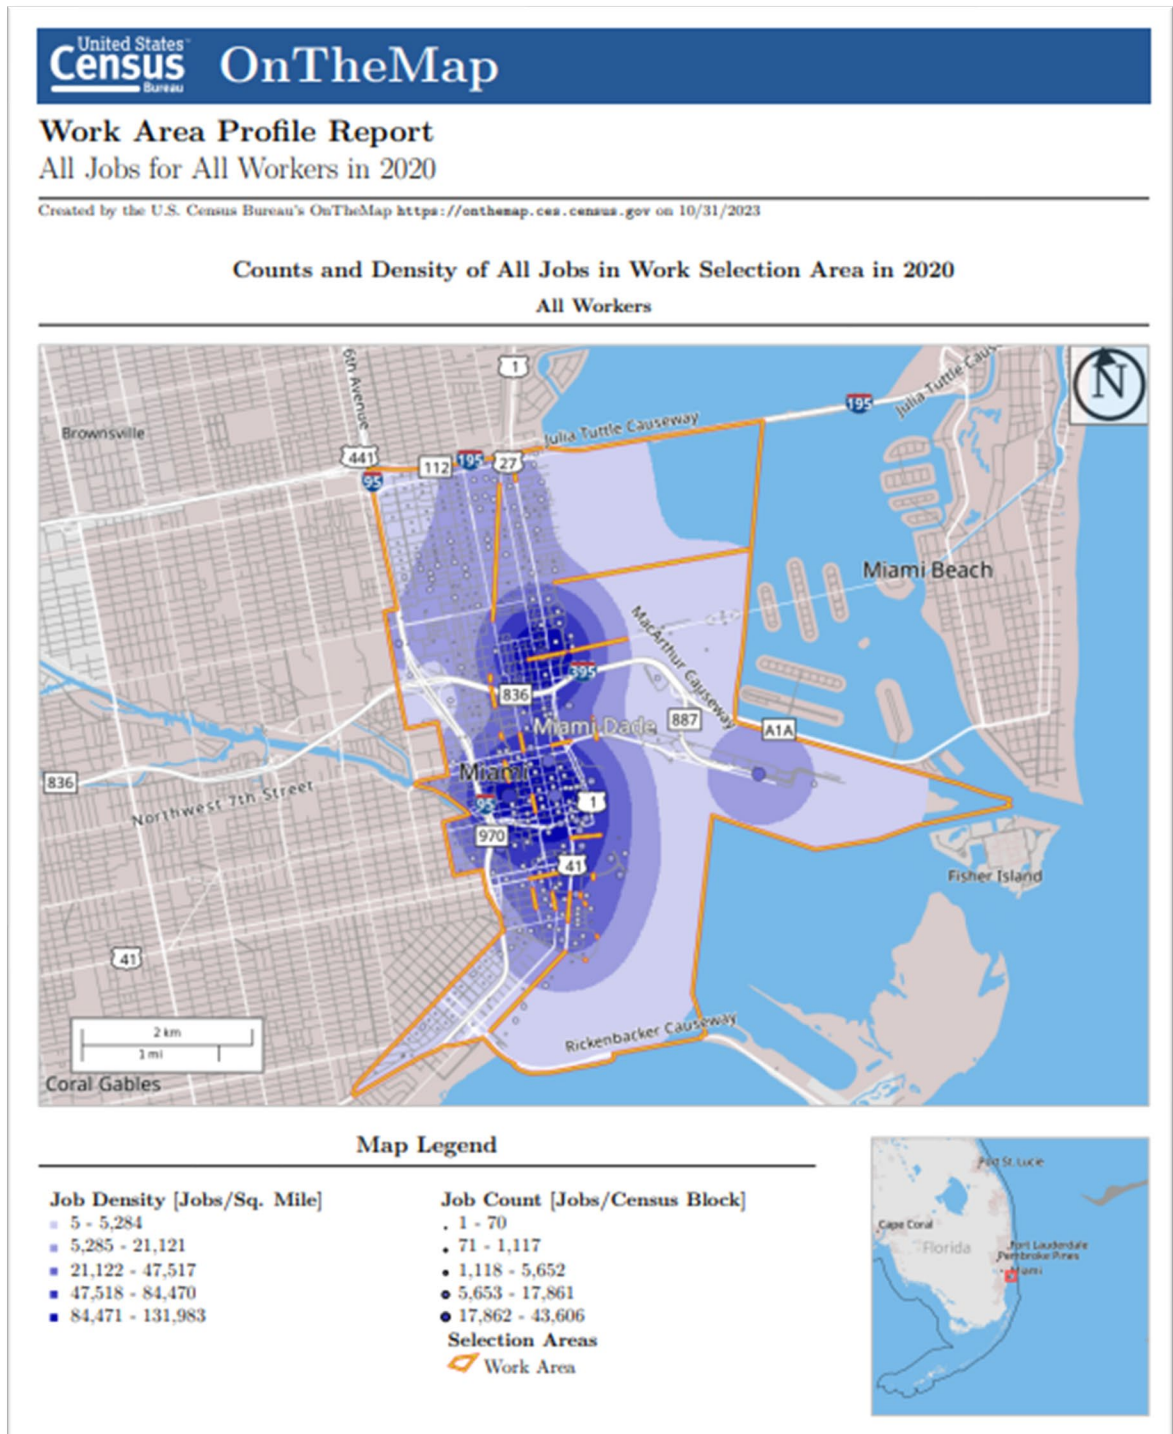 United States™
Census
Bureau
OnTheMap
Work Area Profile Report
All Jobs for All Workers in 2020
Created by the U.S. Census Bureau's OnTheMap https://onthemap.ces.census.gov on 10/31/2023
Counts and Density of All Jobs in Work Selection Area in 2020
All Workers
6th Avenue
1
Julia Tuttle Caus
N
195
Brownsville
Julia Tuttle Causeway
441
112
195
27
95
Miami Beach
MacArthur Causeway
395
836
Miami-Dade
887
A1A
Miami
836
Northwest 7th Street
95
1
970
41
Fisher Island
41
2 km
1 mi
Rickenbacker Causeway
Coral Gables
Map Legend
Job Density [Jobs/Sq. Mile]
5 - 5,284
5,285 - 21,121
21,122 - 47,517
47,518 - 84,470
84,471 - 131,983
Job Count [Jobs/Census Block]
1 - 70
71 - 1,117
1,118 - 5,652
5,653 - 17,861
17,862 - 43,606
Selection Areas
Work Area
Port St. Lucie
Cape Coral
Florida
Fort Lauderdale
Pembroke Pines
Miami